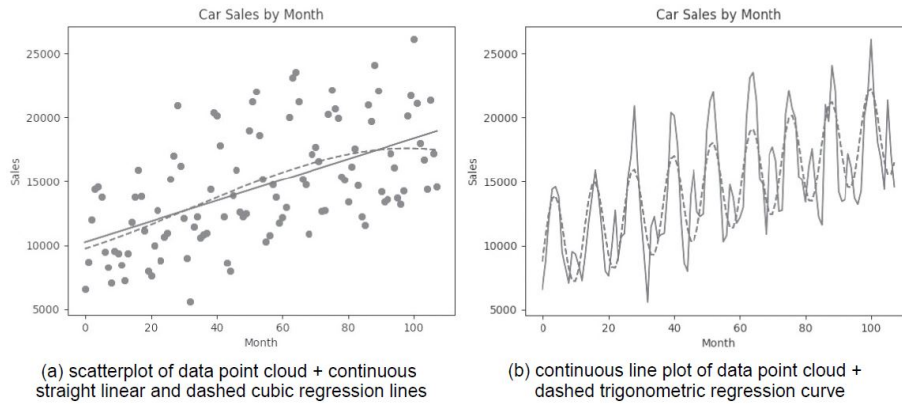 Car Sales by Month
25000
20000
15000
10000
5000
Sales
0
20
40
60
80
100
Month
(a) scatterplot of data point cloud + continuous
straight linear and dashed cubic regression lines
Car Sales by Month
25000
20000
15000
10000
5000
Sales
0
20
40
60
80
100
Month
(b) continuous line plot of data point cloud +
dashed trigonometric regression curve